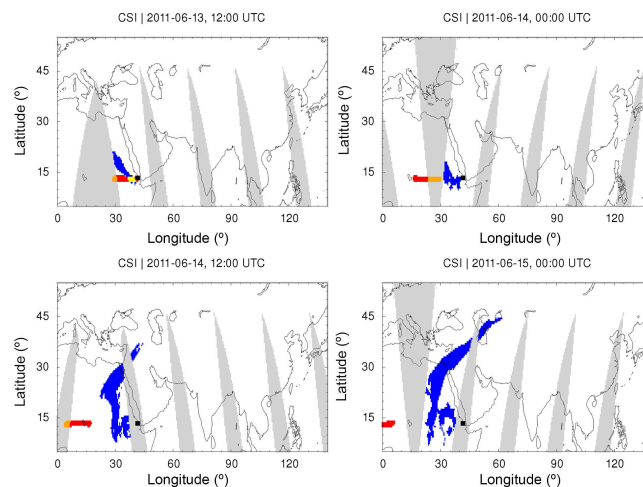 CSI | 2011-06-13, 12:00 UTC
CSI | 2011-06-14, 00:00 UTC
Latitude (º)
45
30
15
0 30 60 90 120
Longitude (º)
Latitude (º)
45
30
15
0 30 60 90 120
Longitude (º)
CSI | 2011-06-14, 12:00 UTC
CSI | 2011-06-15, 00:00 UTC
Latitude (º)
45
30
15
0 30 60 90 120
Longitude (º)
Latitude (º)
45
30
15
0 30 60 90 120
Longitude (º)